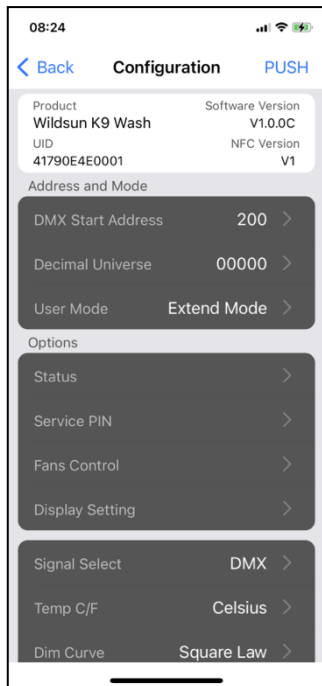 08:24
Back Configuration PUSH
Product Software Version
Wildsun K9 Wash V1.0.0C
UID NFC Version
41790E4E0001 V1
Address and Mode
DMX Start Address 200
Decimal Universe 00000
User Mode Extend Mode
Options
Status
Service PIN
Fans Control
Display Setting
Signal Select DMX
Temp C/F Celsius
Dim Curve Square Law